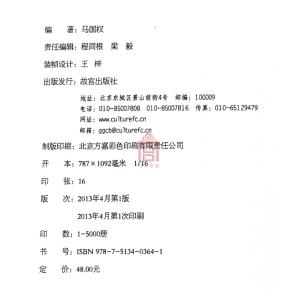 编 著：马国权
责任编辑：程同根 梁 毅
装帧设计：王 梓
出版发行：故宫出版社
地址：北京东城区景山前街4号 邮编：100009
电话：010-85007808 010-85007816 传真：010-65129479
网址：www.culturefc.cn
邮箱：ggcb@culturefc.cn
制版印刷：北京方嘉彩色印刷有限责任公司
开 本：787×1092毫米 1/16
印 张：16
版 次：2013年4月第1版
2013年4月第1次印刷
印 数：1-5000册
书 号：ISBN 978-7-5134-0364-1
定 价：48.00元